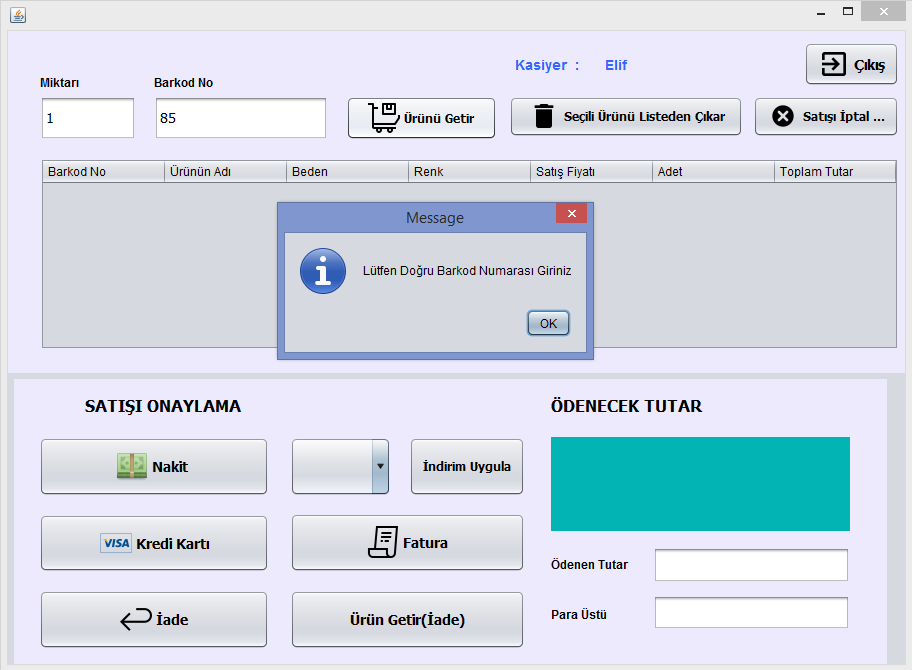 Kasiyer : Elif
Çıkış
Miktarı
Barkod No
1
85
Ürünü Getir
Seçili Ürünü Listeden Çıkar
Satışı İptal ...
Barkod No Ürünün Adı Beden Renk Satış Fiyatı Adet Toplam Tutar
Message
Lütfen Doğru Barkod Numarası Giriniz
OK
SATIŞI ONAYLAMA
ÖDENECEK TUTAR
Nakit
İndirim Uygula
VISA Kredi Kartı
Fatura
Ödenen Tutar
İade
Ürün Getir(İade)
Para Üstü